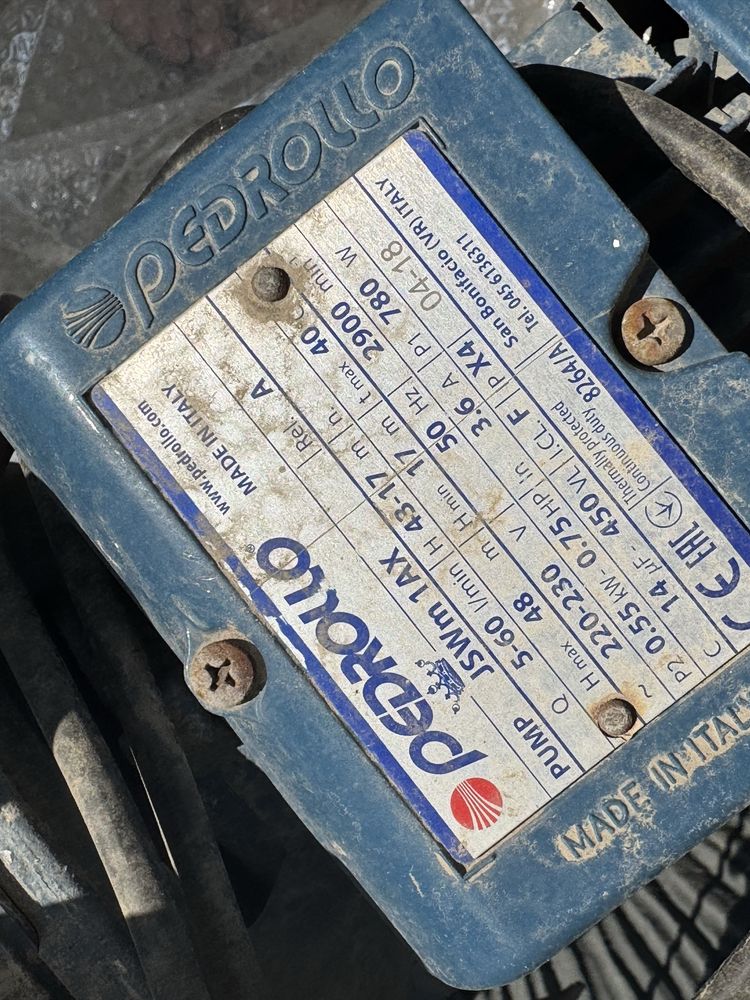 PEDROLLO
PEDROLLO®
www.pedrollo.com
MADE IN ITALY
PUMP JSWm 1AX Rel. A
Q 5-60 l/min H 43-17 m
H max 48 m H min 17 m t max 40 °C
~ 220-230 V 50 Hz 2900 min-1
P2 0.55 kW - 0.75 HP In 3.6 A P1 780 W
C 14 µF - 450 VL I.CL. F IP X4 04-18
CE EAC Thermally protected
Continuous duty 8264/A
San Bonifacio (VR) ITALY
Tel. 045 6136311
MADE IN ITALY